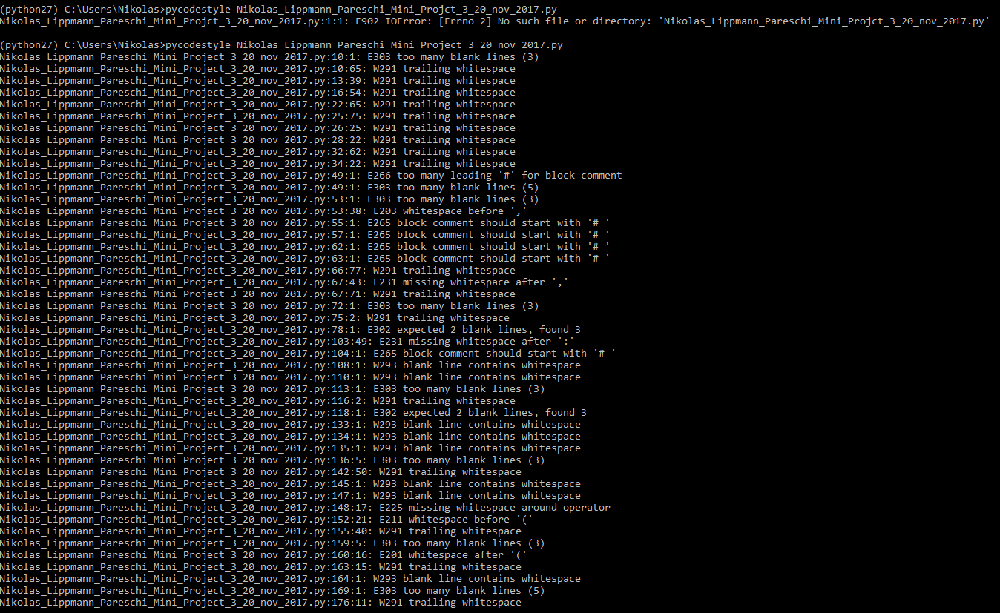 (python27) C:\Users\Nikolas>pycodestyle Nikolas_Lippmann_Pareschi_Mini_Projct_3_20_nov_2017.py
Nikolas_Lippmann_Pareschi_Mini_Projct_3_20_nov_2017.py:1:1: E902 IOError: [Errno 2] No such file or directory: 'Nikolas_Lippmann_Pareschi_Mini_Projct_3_20_nov_2017.py'
(python27) C:\Users\Nikolas>pycodestyle Nikolas_Lippmann_Pareschi_Mini_Project_3_20_nov_2017.py
Nikolas_Lippmann_Pareschi_Mini_Project_3_20_nov_2017.py:10:1: E303 too many blank lines (3)
Nikolas_Lippmann_Pareschi_Mini_Project_3_20_nov_2017.py:10:65: W291 trailing whitespace
Nikolas_Lippmann_Pareschi_Mini_Project_3_20_nov_2017.py:13:39: W291 trailing whitespace
Nikolas_Lippmann_Pareschi_Mini_Project_3_20_nov_2017.py:16:54: W291 trailing whitespace
Nikolas_Lippmann_Pareschi_Mini_Project_3_20_nov_2017.py:22:65: W291 trailing whitespace
Nikolas_Lippmann_Pareschi_Mini_Project_3_20_nov_2017.py:25:75: W291 trailing whitespace
Nikolas_Lippmann_Pareschi_Mini_Project_3_20_nov_2017.py:26:25: W291 trailing whitespace
Nikolas_Lippmann_Pareschi_Mini_Project_3_20_nov_2017.py:28:22: W291 trailing whitespace
Nikolas_Lippmann_Pareschi_Mini_Project_3_20_nov_2017.py:32:62: W291 trailing whitespace
Nikolas_Lippmann_Pareschi_Mini_Project_3_20_nov_2017.py:34:22: W291 trailing whitespace
Nikolas_Lippmann_Pareschi_Mini_Project_3_20_nov_2017.py:49:1: E266 too many leading '#' for block comment
Nikolas_Lippmann_Pareschi_Mini_Project_3_20_nov_2017.py:49:1: E303 too many blank lines (5)
Nikolas_Lippmann_Pareschi_Mini_Project_3_20_nov_2017.py:53:1: E303 too many blank lines (3)
Nikolas_Lippmann_Pareschi_Mini_Project_3_20_nov_2017.py:53:38: E203 whitespace before ','
Nikolas_Lippmann_Pareschi_Mini_Project_3_20_nov_2017.py:55:1: E265 block comment should start with '# '
Nikolas_Lippmann_Pareschi_Mini_Project_3_20_nov_2017.py:57:1: E265 block comment should start with '# '
Nikolas_Lippmann_Pareschi_Mini_Project_3_20_nov_2017.py:62:1: E265 block comment should start with '# '
Nikolas_Lippmann_Pareschi_Mini_Project_3_20_nov_2017.py:63:1: E265 block comment should start with '# '
Nikolas_Lippmann_Pareschi_Mini_Project_3_20_nov_2017.py:66:77: W291 trailing whitespace
Nikolas_Lippmann_Pareschi_Mini_Project_3_20_nov_2017.py:67:43: E231 missing whitespace after ','
Nikolas_Lippmann_Pareschi_Mini_Project_3_20_nov_2017.py:67:71: W291 trailing whitespace
Nikolas_Lippmann_Pareschi_Mini_Project_3_20_nov_2017.py:72:1: E303 too many blank lines (3)
Nikolas_Lippmann_Pareschi_Mini_Project_3_20_nov_2017.py:75:2: W291 trailing whitespace
Nikolas_Lippmann_Pareschi_Mini_Project_3_20_nov_2017.py:78:1: E302 expected 2 blank lines, found 3
Nikolas_Lippmann_Pareschi_Mini_Project_3_20_nov_2017.py:103:49: E231 missing whitespace after ':'
Nikolas_Lippmann_Pareschi_Mini_Project_3_20_nov_2017.py:104:1: E265 block comment should start with '# '
Nikolas_Lippmann_Pareschi_Mini_Project_3_20_nov_2017.py:108:1: W293 blank line contains whitespace
Nikolas_Lippmann_Pareschi_Mini_Project_3_20_nov_2017.py:110:1: W293 blank line contains whitespace
Nikolas_Lippmann_Pareschi_Mini_Project_3_20_nov_2017.py:113:1: E303 too many blank lines (3)
Nikolas_Lippmann_Pareschi_Mini_Project_3_20_nov_2017.py:116:2: W291 trailing whitespace
Nikolas_Lippmann_Pareschi_Mini_Project_3_20_nov_2017.py:118:1: E302 expected 2 blank lines, found 3
Nikolas_Lippmann_Pareschi_Mini_Project_3_20_nov_2017.py:133:1: W293 blank line contains whitespace
Nikolas_Lippmann_Pareschi_Mini_Project_3_20_nov_2017.py:134:1: W293 blank line contains whitespace
Nikolas_Lippmann_Pareschi_Mini_Project_3_20_nov_2017.py:135:1: W293 blank line contains whitespace
Nikolas_Lippmann_Pareschi_Mini_Project_3_20_nov_2017.py:136:5: E303 too many blank lines (3)
Nikolas_Lippmann_Pareschi_Mini_Project_3_20_nov_2017.py:142:50: W291 trailing whitespace
Nikolas_Lippmann_Pareschi_Mini_Project_3_20_nov_2017.py:145:1: W293 blank line contains whitespace
Nikolas_Lippmann_Pareschi_Mini_Project_3_20_nov_2017.py:147:1: W293 blank line contains whitespace
Nikolas_Lippmann_Pareschi_Mini_Project_3_20_nov_2017.py:148:17: E225 missing whitespace around operator
Nikolas_Lippmann_Pareschi_Mini_Project_3_20_nov_2017.py:152:21: E211 whitespace before '('
Nikolas_Lippmann_Pareschi_Mini_Project_3_20_nov_2017.py:155:40: W291 trailing whitespace
Nikolas_Lippmann_Pareschi_Mini_Project_3_20_nov_2017.py:159:5: E303 too many blank lines (3)
Nikolas_Lippmann_Pareschi_Mini_Project_3_20_nov_2017.py:160:16: E201 whitespace after '('
Nikolas_Lippmann_Pareschi_Mini_Project_3_20_nov_2017.py:163:15: W291 trailing whitespace
Nikolas_Lippmann_Pareschi_Mini_Project_3_20_nov_2017.py:164:1: W293 blank line contains whitespace
Nikolas_Lippmann_Pareschi_Mini_Project_3_20_nov_2017.py:169:1: E303 too many blank lines (5)
Nikolas_Lippmann_Pareschi_Mini_Project_3_20_nov_2017.py:176:11: W291 trailing whitespace